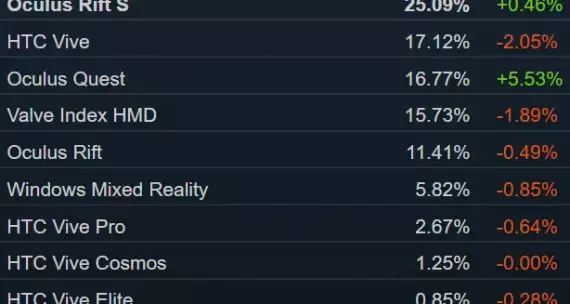 Oculus Rift S 25.09% +0.46%
HTC Vive 17.12% -2.05%
Oculus Quest 16.77% +5.53%
Valve Index HMD 15.73% -1.89%
Oculus Rift 11.41% -0.49%
Windows Mixed Reality 5.82% -0.85%
HTC Vive Pro 2.67% -0.64%
HTC Vive Cosmos 1.25% -0.00%
HTC Vive Elite 0.85% -0.28%